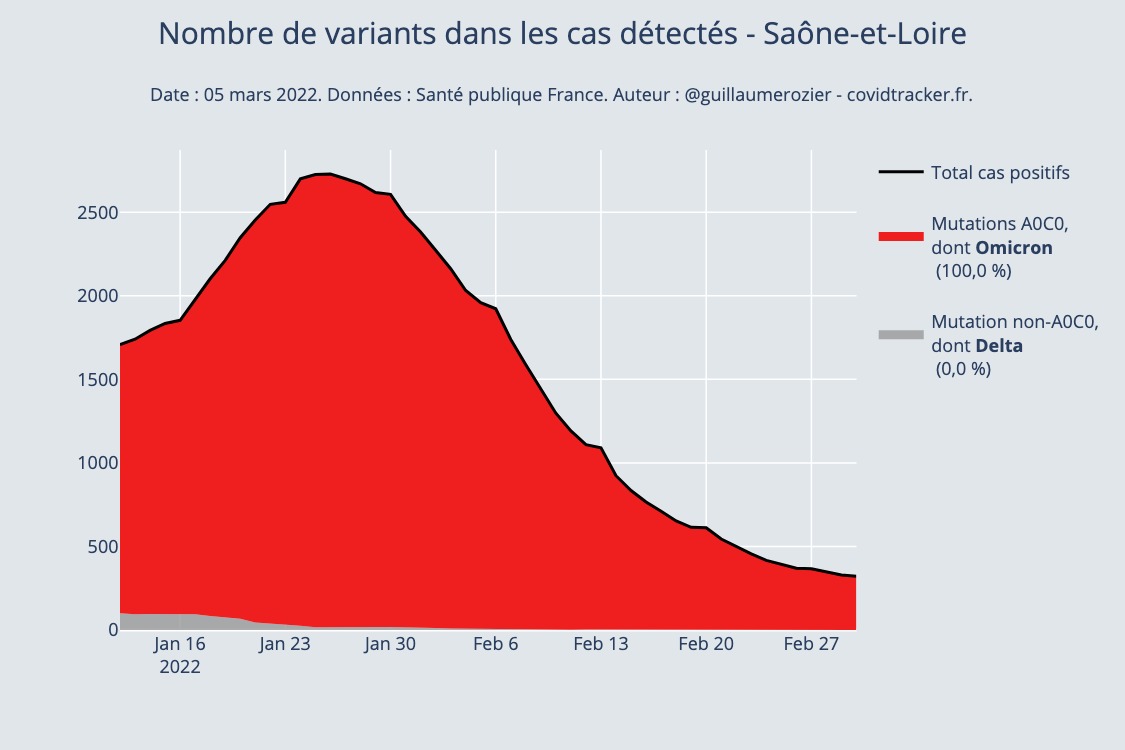 Nombre de variants dans les cas détectés - Saône-et-Loire
Date : 05 mars 2022. Données : Santé publique France. Auteur : @guillaumerozier - covidtracker.fr.
Total cas positifs
Mutations A0C0,
dont Omicron
(100,0 %)
Mutation non-A0C0,
dont Delta
(0,0 %)
2500
2000
1500
1000
500
0
Jan 16
2022
Jan 23
Jan 30
Feb 6
Feb 13
Feb 20
Feb 27